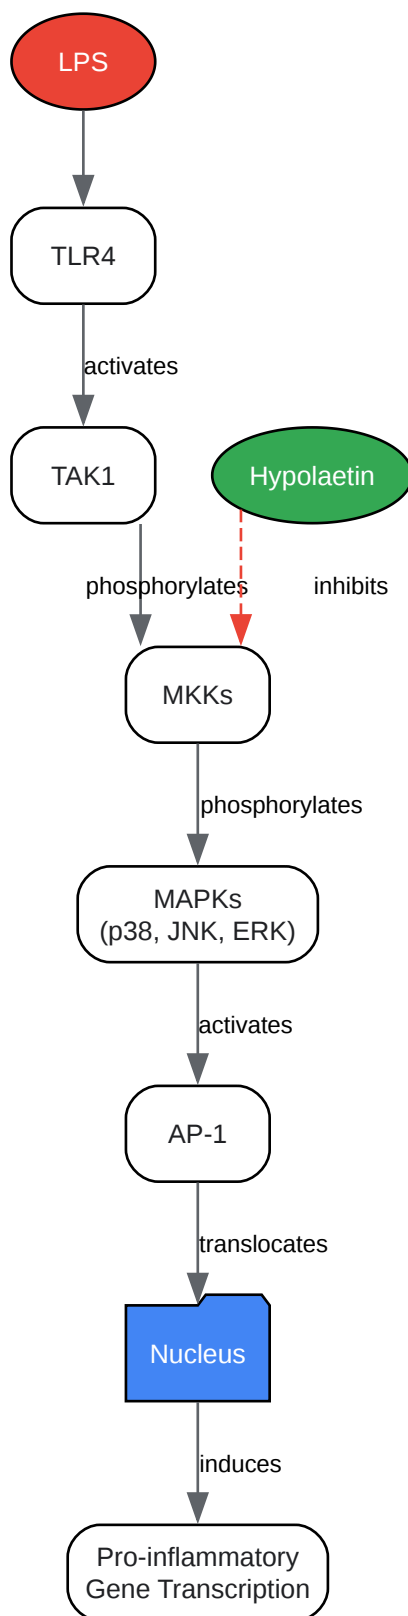 LPS
TLR4
activates
TAK1
Hypolaetin
phosphorylates
inhibits
MKKs
phosphorylates
MAPKs
(p38, JNK, ERK)
activates
AP-1
translocates
Nucleus
induces
Pro-inflammatory
Gene Transcription